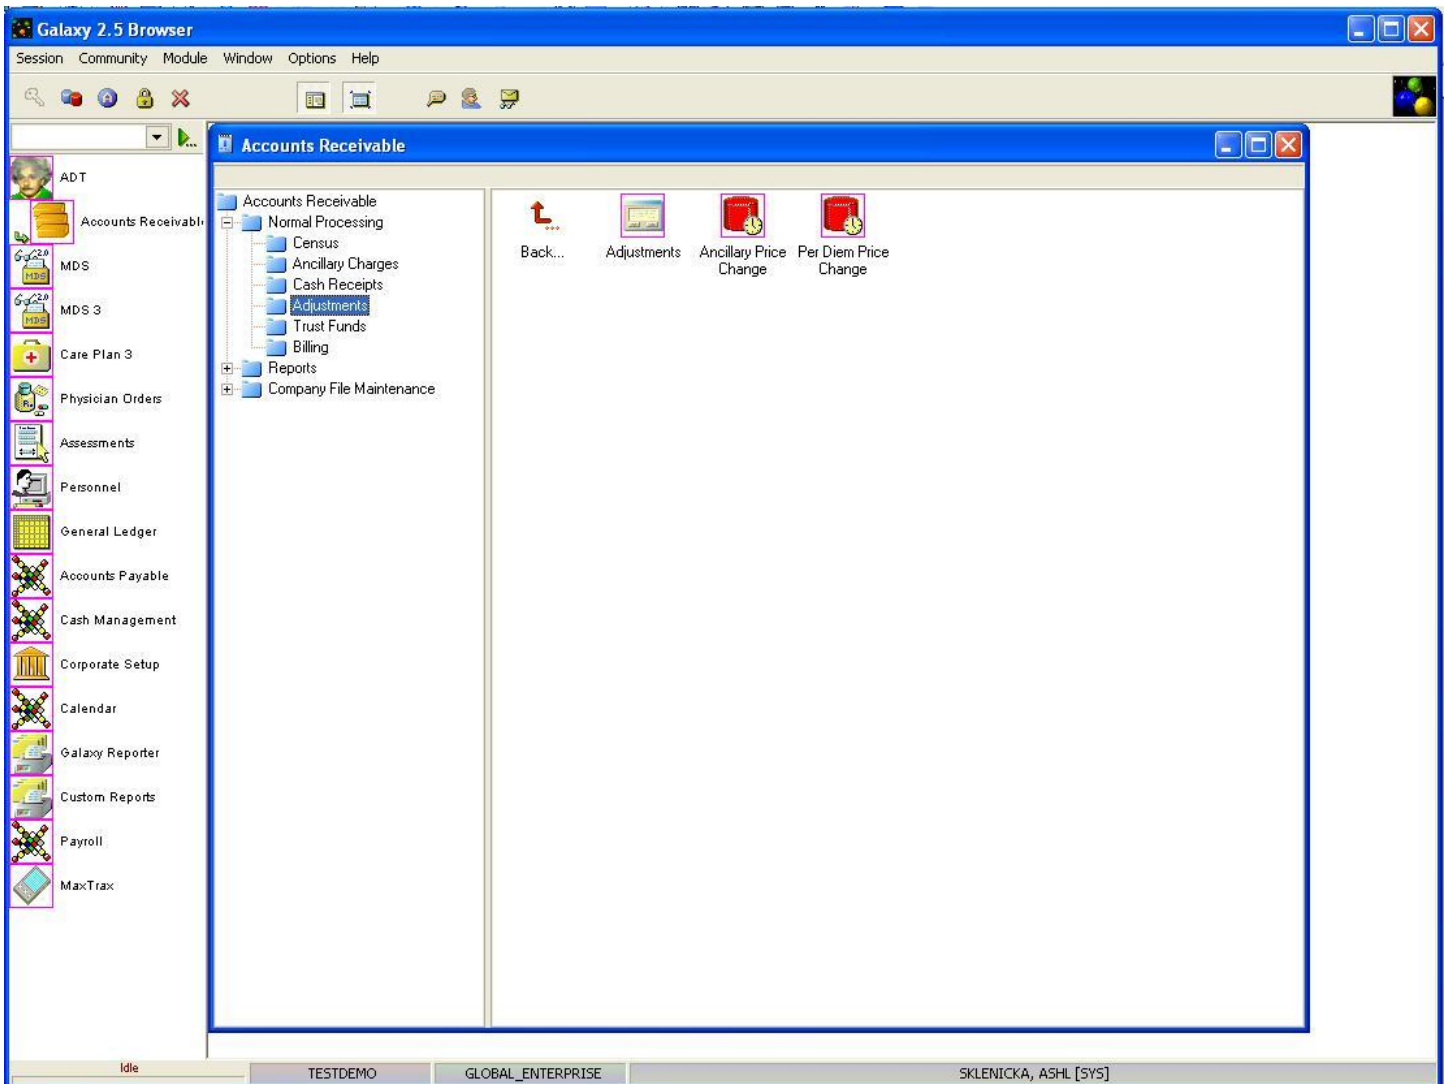 Galaxy 2.5 Browser
Session Community Module Window Options Help
Accounts Receivable
ADT
Accounts Receivabl
MDS
MDS 3
Care Plan 3
Physician Orders
Assessments
Personnel
General Ledger
Accounts Payable
Cash Management
Corporate Setup
Calendar
Galaxy Reporter
Custom Reports
Payroll
MaxTrax
Accounts Receivable
Normal Processing
Census
Ancillary Charges
Cash Receipts
Adjustments
Trust Funds
Billing
Reports
Company File Maintenance
Back...
Adjustments
Ancillary Price
Change
Per Diem Price
Change
Idle
TESTDEMO
GLOBAL_ENTERPRISE
SKLENICKA, ASHL [SYS]